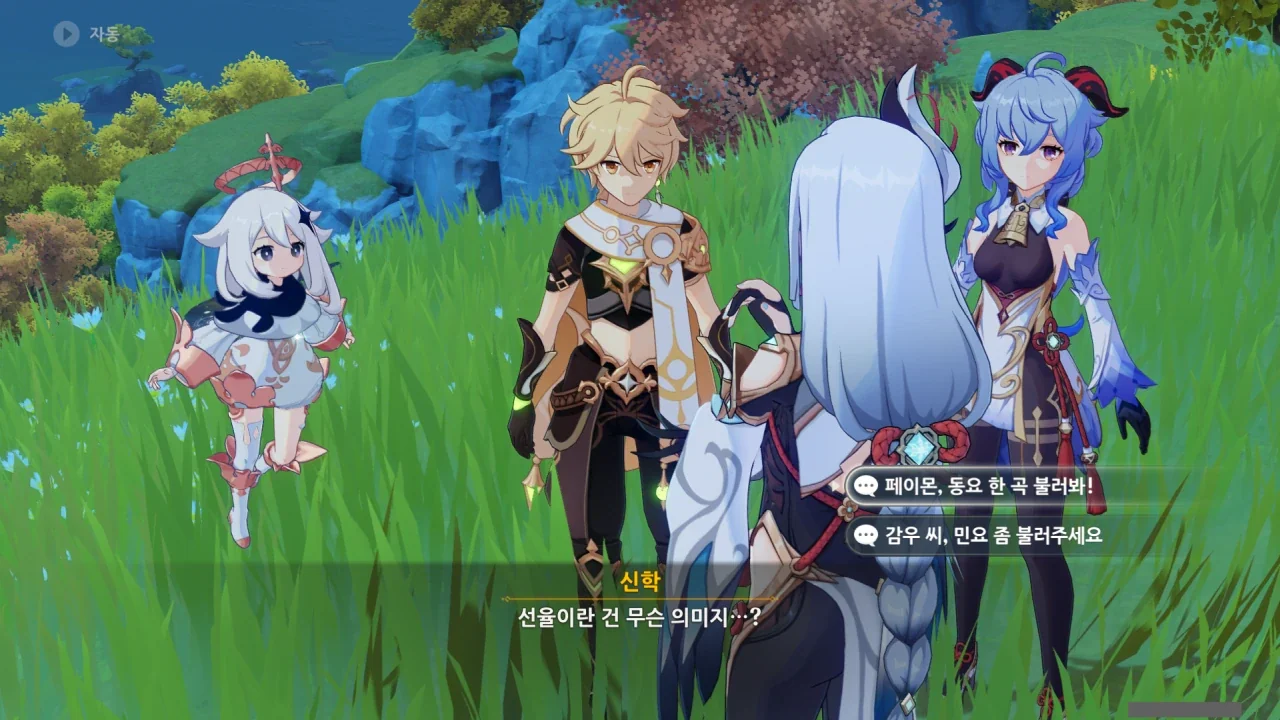 자동
페이몬, 동요 한 곡 불러봐!
감우 씨, 민요 좀 불러주세요
신학
선율이란 건 무슨 의미지…?